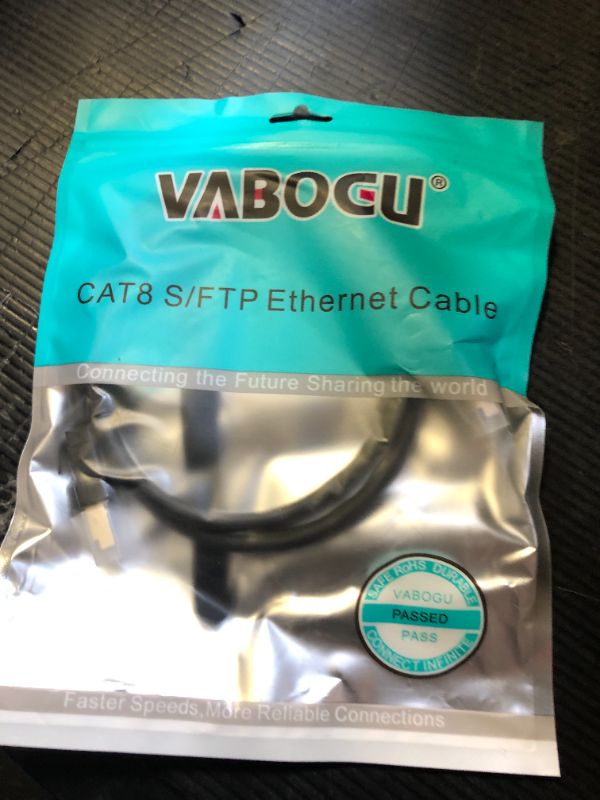 VABOGU®
CAT8 S/FTP Ethernet Cable
Connecting the Future Sharing the world
SAFE RoHS DURABLE
VABOGU
PASSED
PASS
CONNECT INFINITE
Faster Speeds,More Reliable Connections